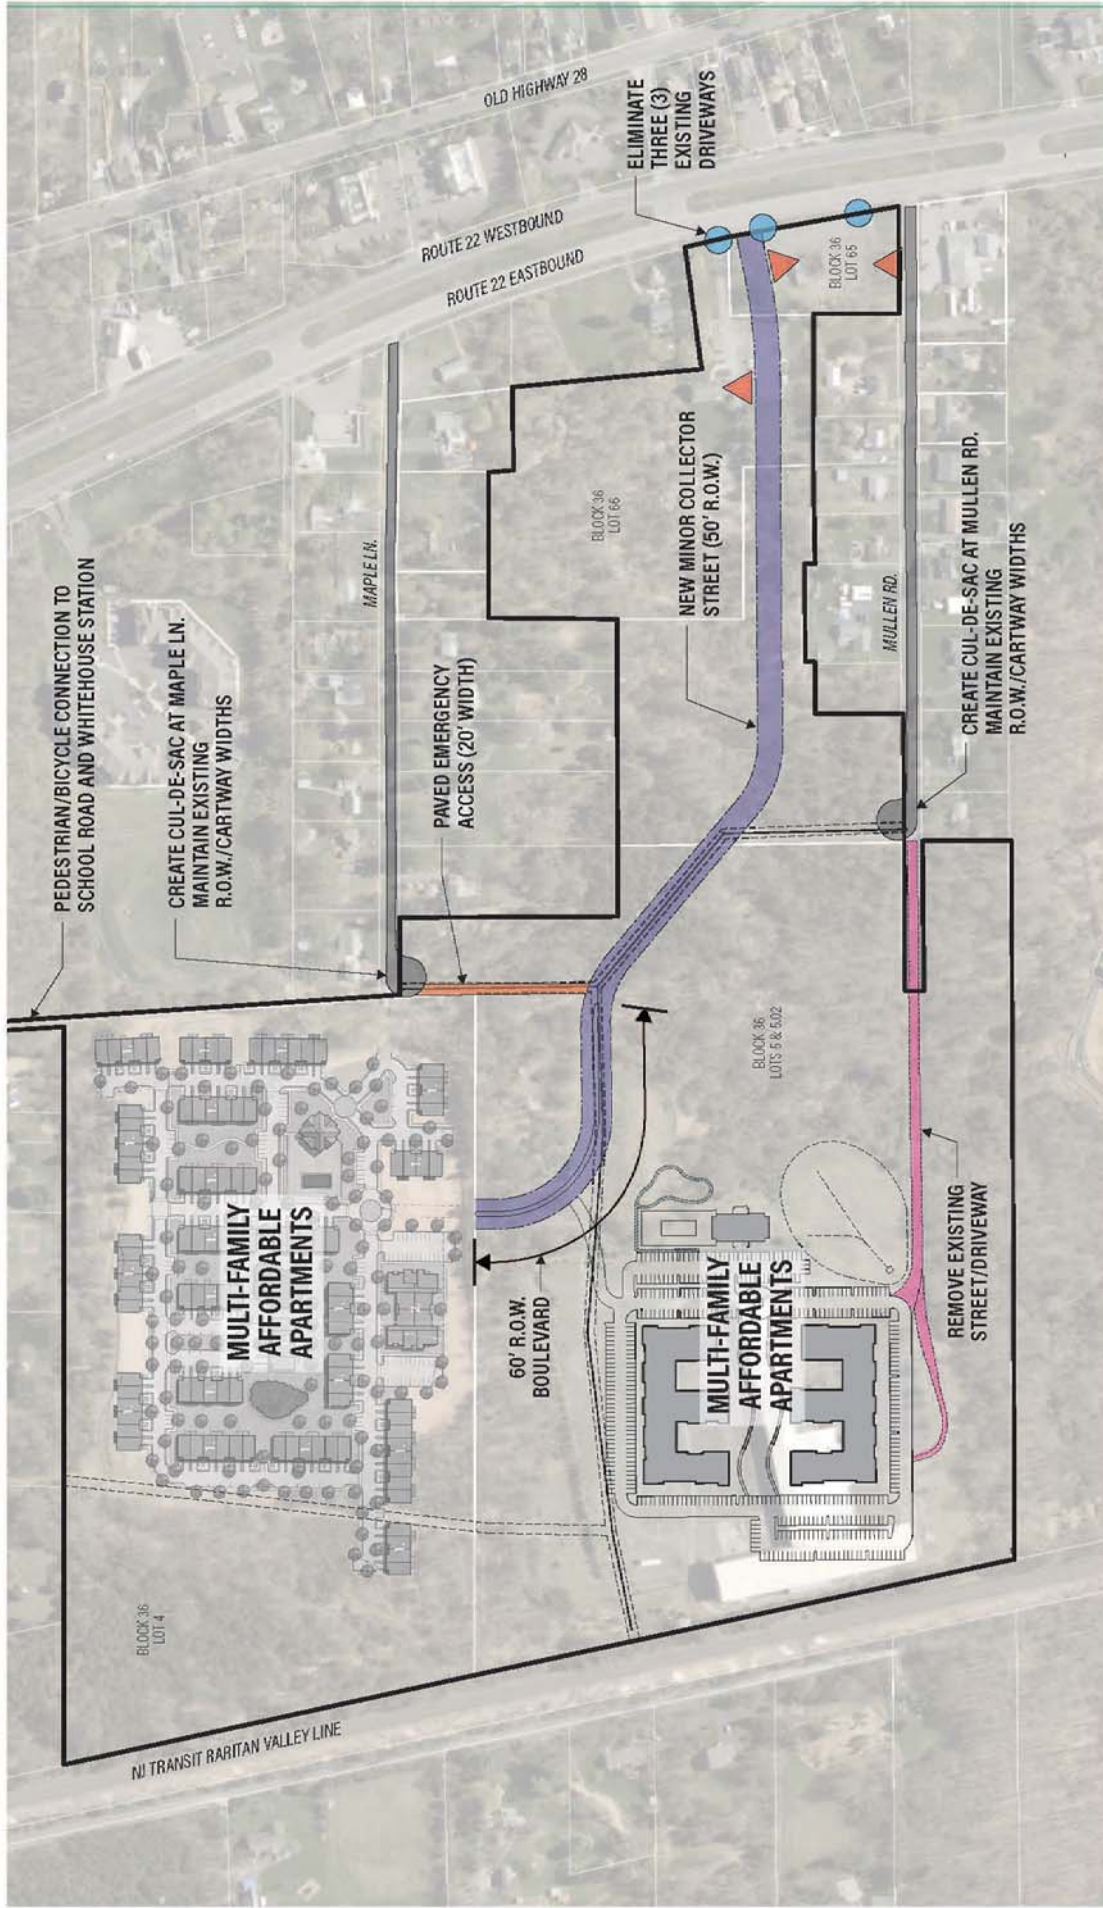 PEDESTRIAN/BICYCLE CONNECTION TO
SCHOOL ROAD AND WHITEHOUSE STATION
CREATE CUL-DE-SAC AT MAPLE LN.
MAINTAIN EXISTING
R.O.W./CARTWAY WIDTHS
MAPLE LN.
PAVED EMERGENCY
ACCESS (20' WIDTH)
OLD HIGHWAY 28
ROUTE 22 WESTBOUND
ROUTE 22 EASTBOUND
ELIMINATE
THREE (3)
EXISTING
DRIVEWAYS
BLOCK 36
LOT 65
BLOCK 36
LOT 66
NEW MINOR COLLECTOR
STREET (50' R.O.W.)
MULLEN RD.
CREATE CUL-DE-SAC AT MULLEN RD.
MAINTAIN EXISTING
R.O.W./CARTWAY WIDTHS
BLOCK 36
LOTS 5 & 5.02
MULTI-FAMILY
AFFORDABLE
APARTMENTS
60' R.O.W.
BOULEVARD
MULTI-FAMILY
AFFORDABLE
APARTMENTS
REMOVE EXISTING
STREET/DRIVEWAY
BLOCK 36
LOT 4
NJ TRANSIT RARITAN VALLEY LINE